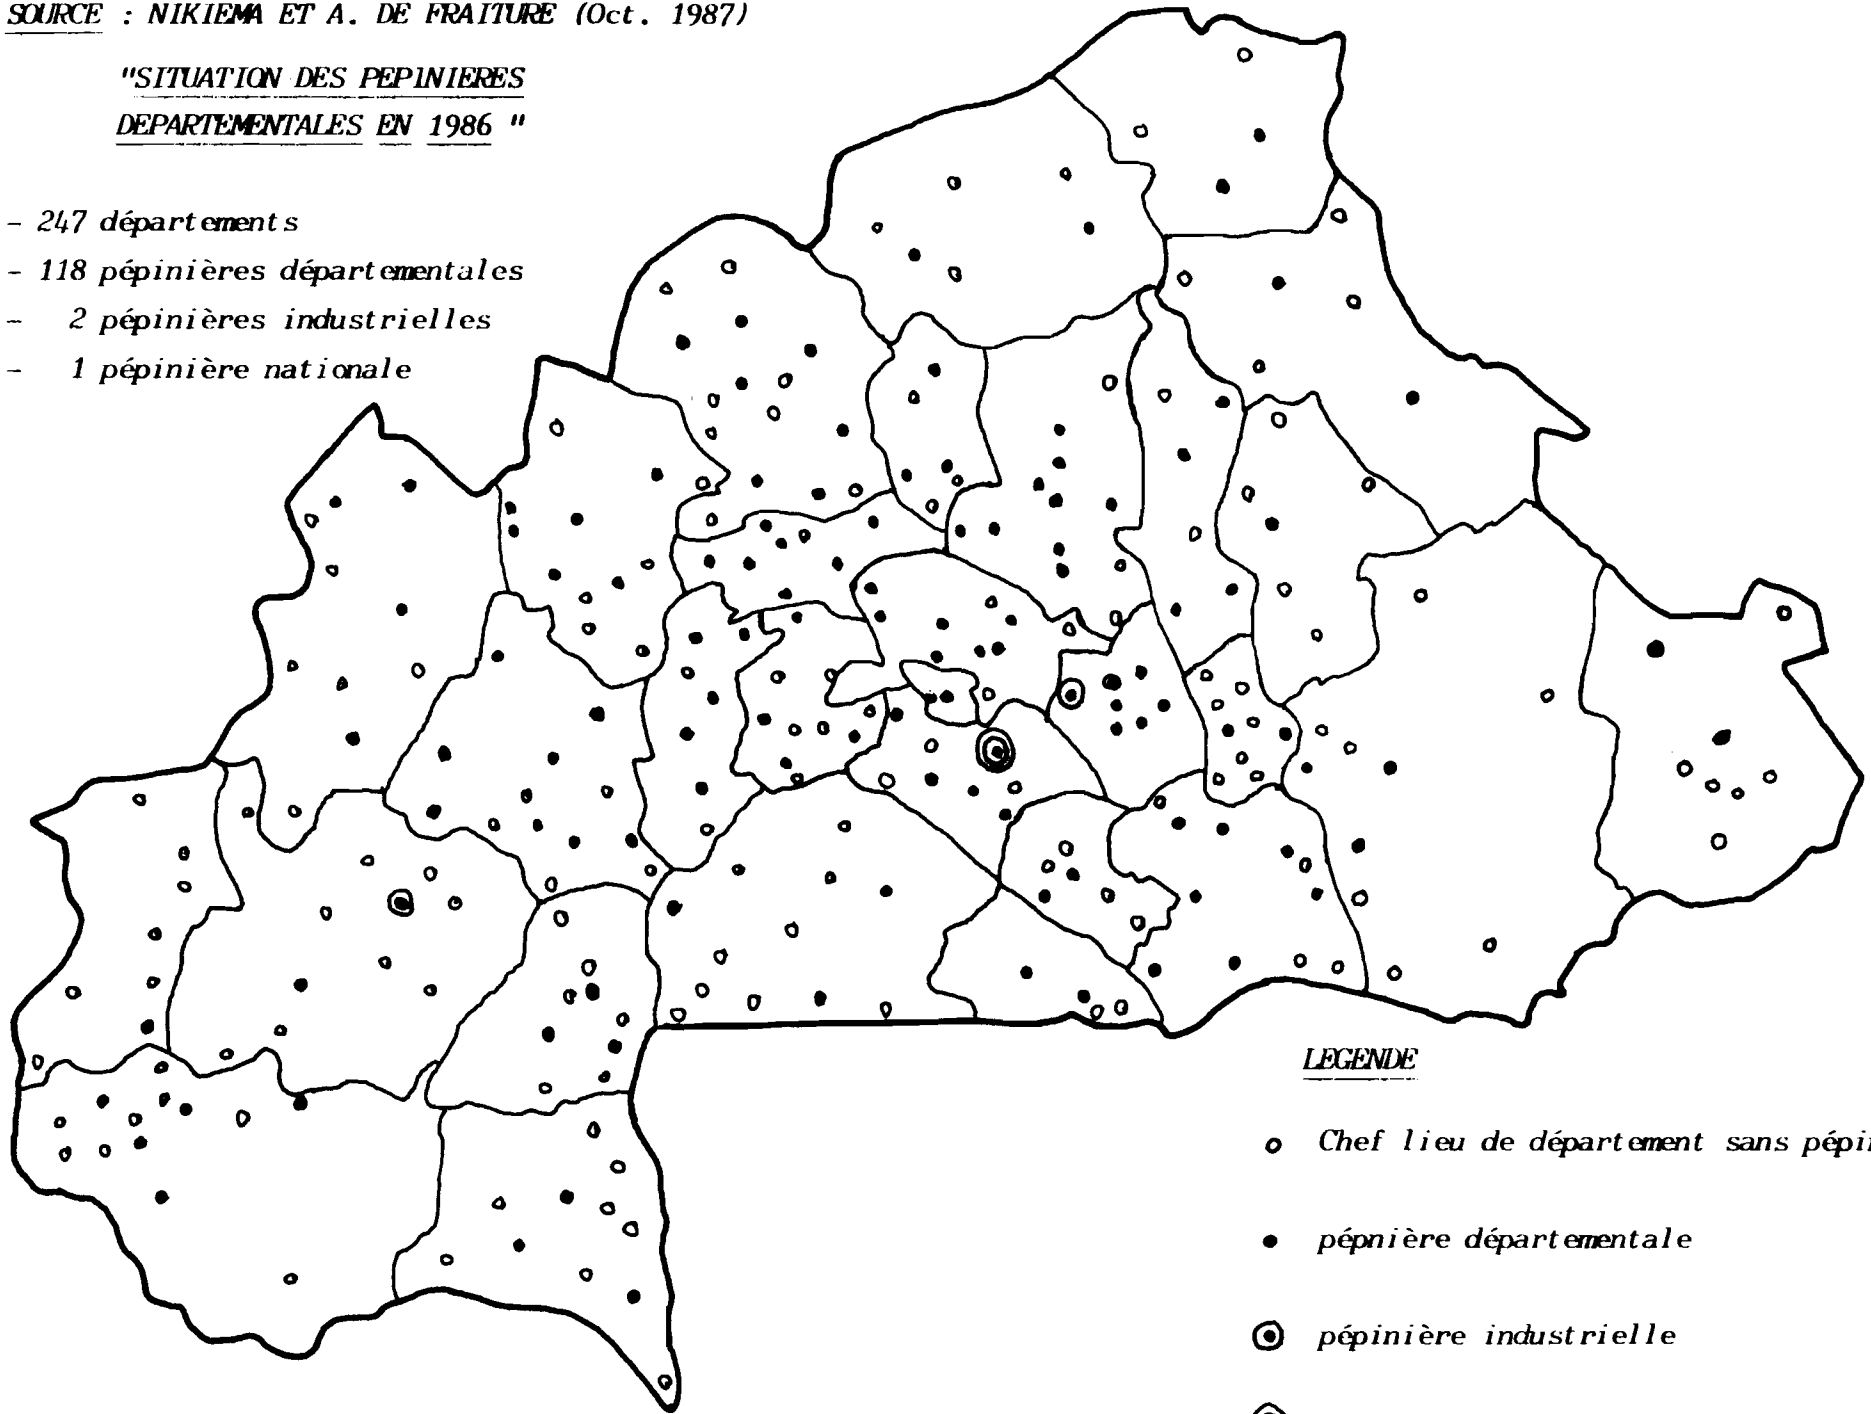 SOURCE : NIKIEMA ET A. DE FRAITURE (Oct. 1987)
"SITUATION DES PEPINIERES
DEPARTEMENTALES EN 1986 "
- 247 départements
- 118 pépinières départementales
- 2 pépinières industrielles
- 1 pépinière nationale
LEGENDE
Chef lieu de département sans
pépnière départementale
pépinière industrielle